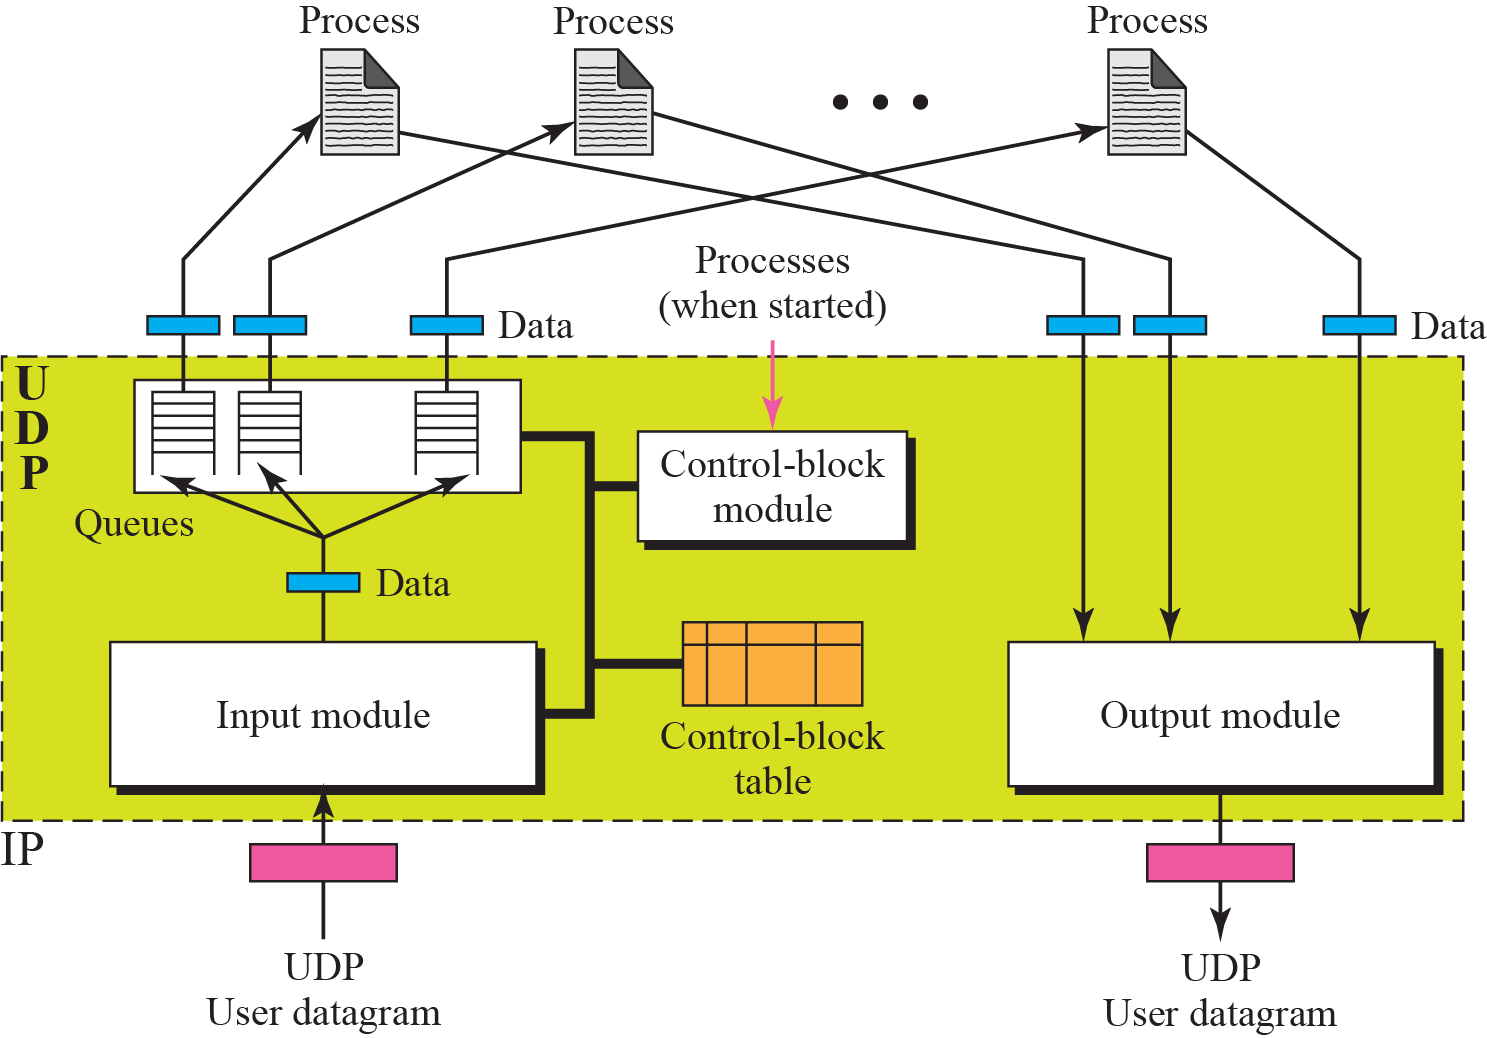 Process
Process
Process
Processes
(when started)
Data
Data
U
D
P
Control-block
module
Queues
Data
Input module
Control-block
table
Output module
IP
UDP
User datagram
UDP
User datagram